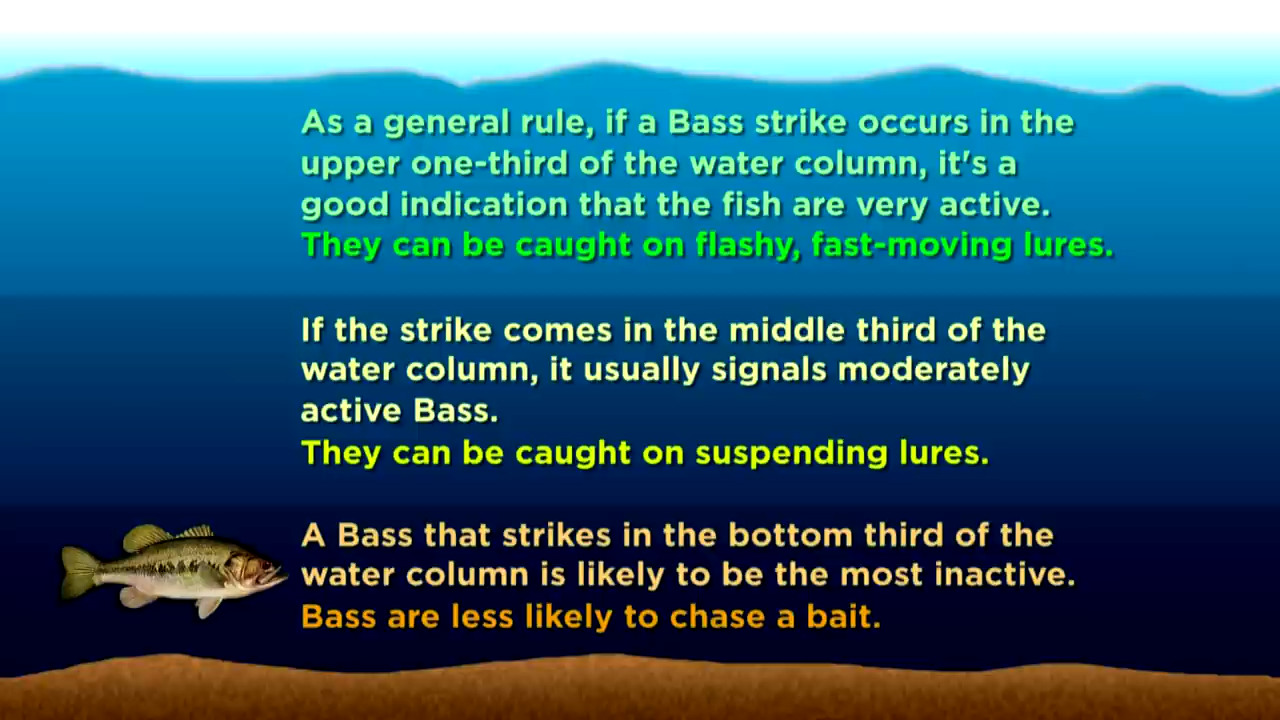 As a general rule, if a Bass strike occurs in the
upper one-third of the water column, it's a
good indication that the fish are very active.
They can be caught on flashy, fast-moving lures.
If the strike comes in the middle third of the
water column, it usually signals moderately
active Bass.
They can be caught on suspending lures.
A Bass that strikes in the bottom third of the
water column is likely to be the most inactive.
Bass are less likely to chase a bait.